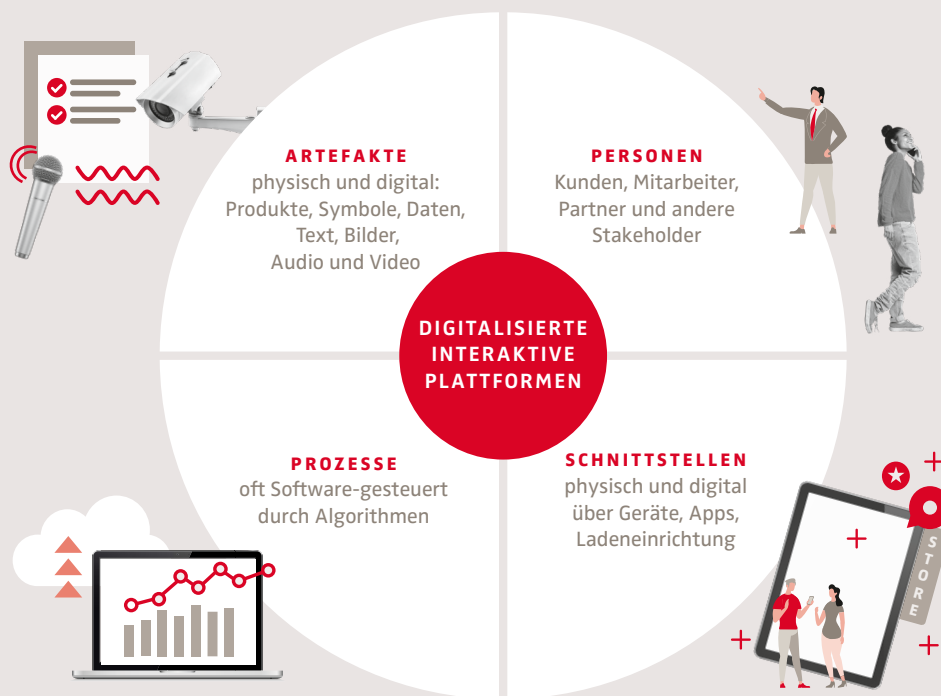 ARTEFAKTE
physisch und digital:
Produkte, Symbole, Daten,
Text, Bilder,
Audio und Video
PERSONEN
Kunden, Mitarbeiter,
Partner und andere
Stakeholder
DIGITALISIERTE
INTERAKTIVE
PLATTFORMEN
PROZESSE
oft Software-gesteuert
durch Algorithmen
SCHNITTSTELLEN
physisch und digital
über Geräte, Apps,
Ladeneinrichtung
STORE